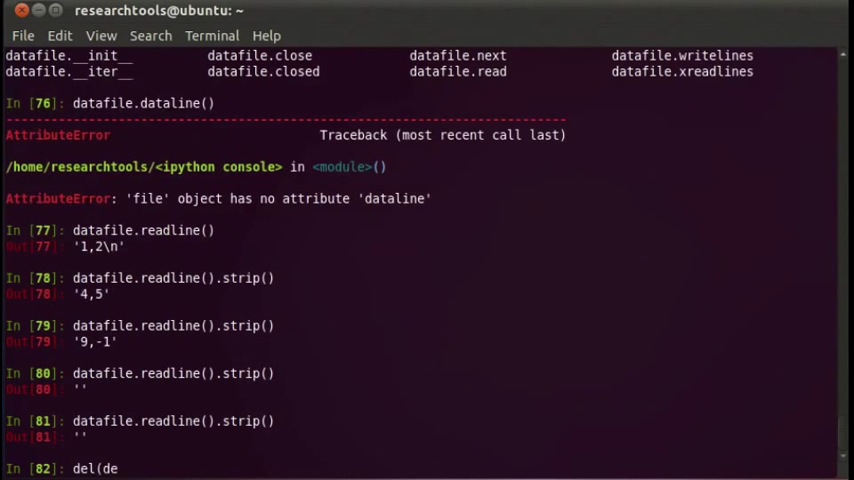 researchtools@ubuntu: ~
File Edit View Search Terminal Help
datafile.__init__ datafile.close datafile.next datafile.writelines
datafile.__iter__ datafile.closed datafile.read datafile.xreadlines
In [76]: datafile.dataline()
---------------------------------------------------------------------------
AttributeError Traceback (most recent call last)
/home/researchtools/<ipython console> in <module>()
AttributeError: 'file' object has no attribute 'dataline'
In [77]: datafile.readline()
Out[77]: '1,2\n'
In [78]: datafile.readline().strip()
Out[78]: '4,5'
In [79]: datafile.readline().strip()
Out[79]: '9,-1'
In [80]: datafile.readline().strip()
Out[80]: ''
In [81]: datafile.readline().strip()
Out[81]: ''
In [82]: del(de